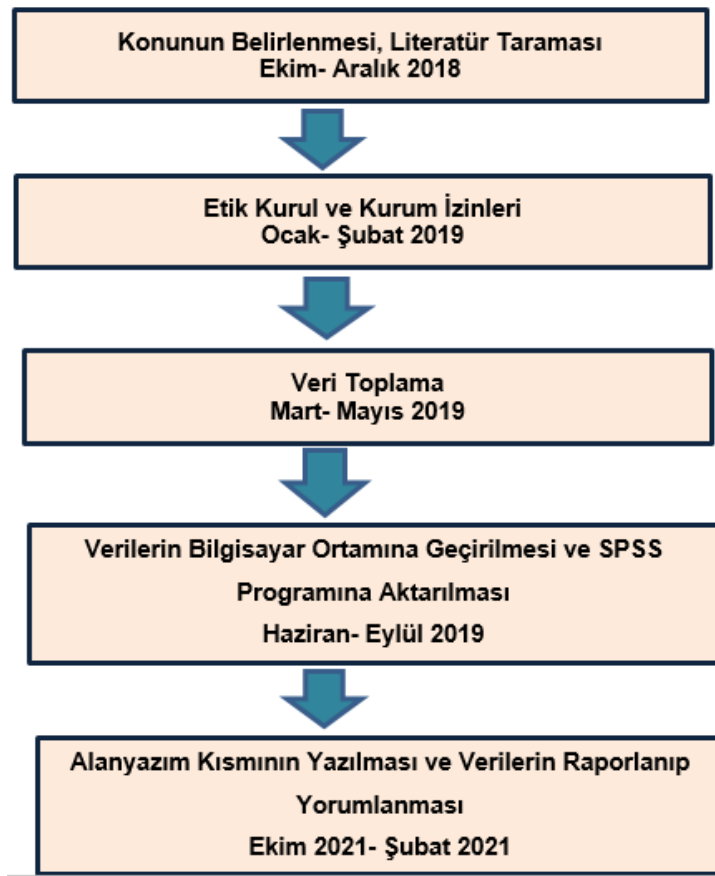 Konunun Belirlenmesi, Literatür Taraması
Ekim- Aralık 2018
Etik Kurul ve Kurum İzinleri
Ocak- Şubat 2019
Veri Toplama
Mart- Mayıs 2019
Verilerin Bilgisayar Ortamına Geçirilmesi ve SPSS
Programına Aktarılması
Haziran- Eylül 2019
Alanyazım Kısmının Yazılması ve Verilerin Raporlanıp
Yorumlanması
Ekim 2021- Şubat 2021